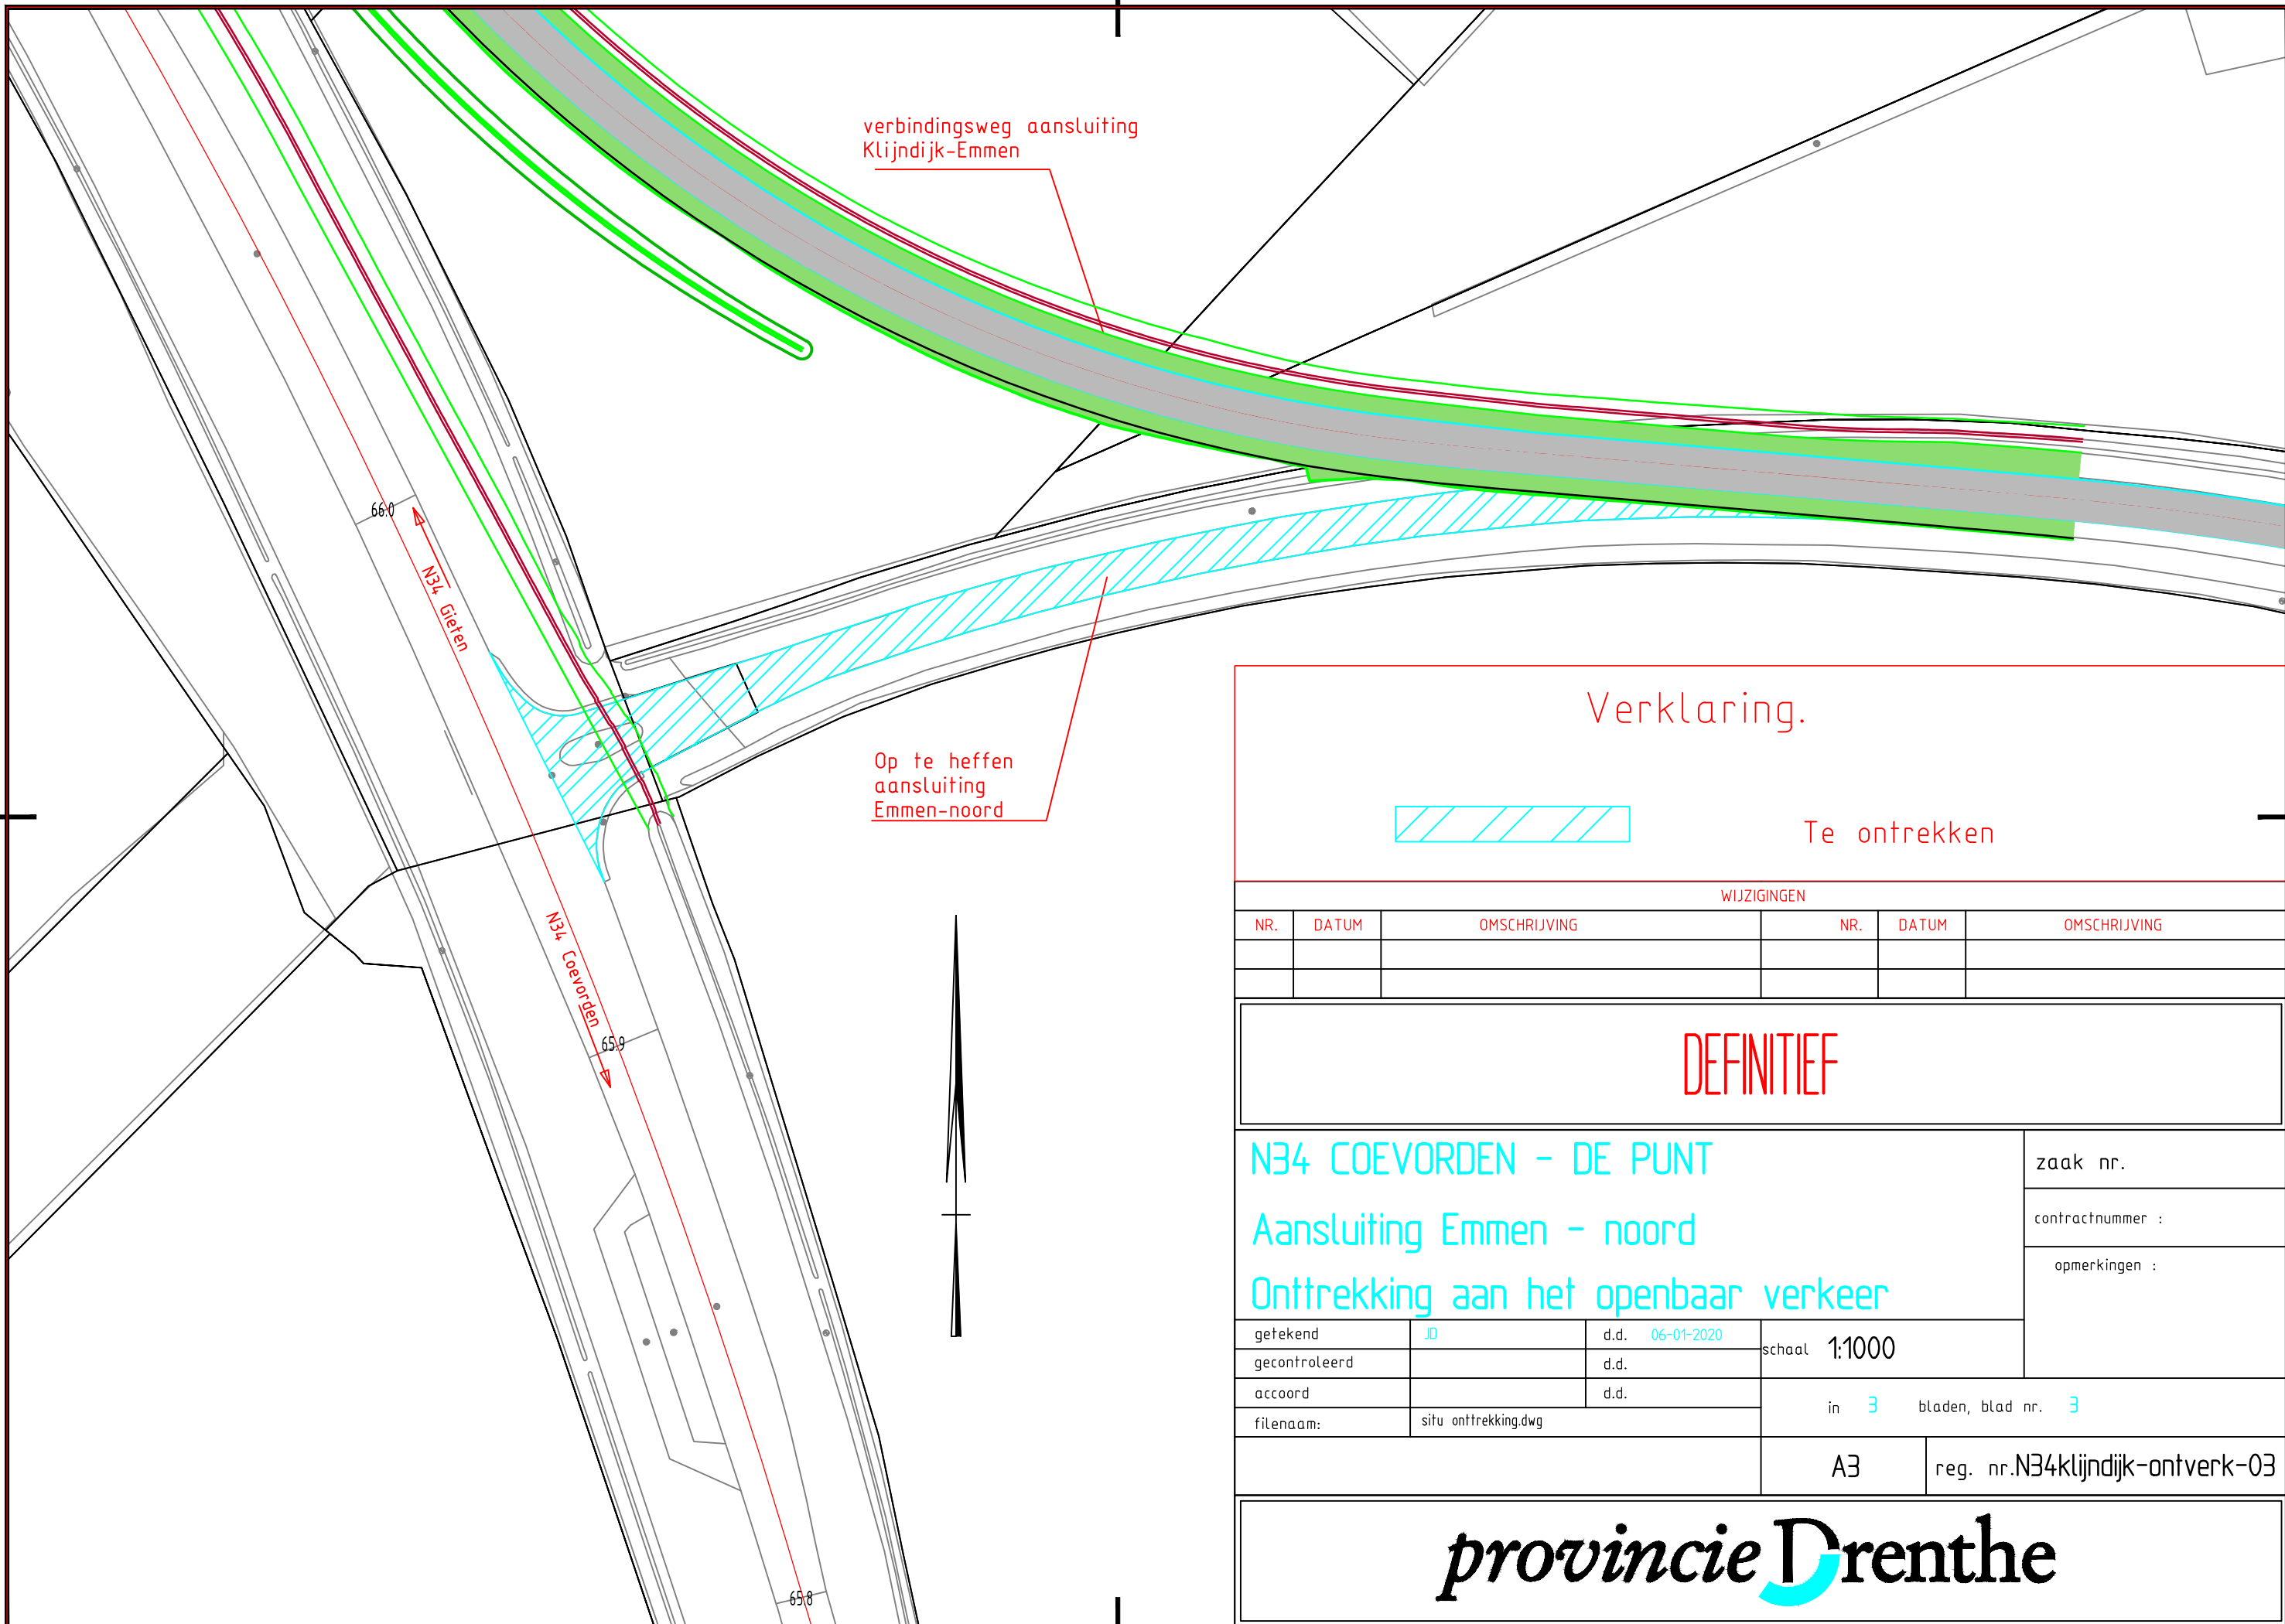 verbindingsweg aansluiting
Klijndijk-Emmen
66.0
N34 Gieten
Op te heffen
aansluiting
Emmen-noord
N34 Coevorden
65.9
65.8
Verklaring.
Te ontrekken
WIJZIGINGEN
NR. DATUM OMSCHRIJVING NR. DATUM OMSCHRIJVING
DEFINITIEF
N34 COEVORDEN - DE PUNT
Aansluiting Emmen - noord
Onttrekking aan het openbaar verkeer
zaak nr.
contractnummer :
opmerkingen :
getekend JD d.d. 06-01-2020
gecontroleerd d.d.
accoord d.d.
filenaam: situ onttrekking.dwg
schaal 1:1000
in 3 bladen, blad nr. 3
A3 reg. nr.N34klijndijk-ontverk-03
provincie Drenthe